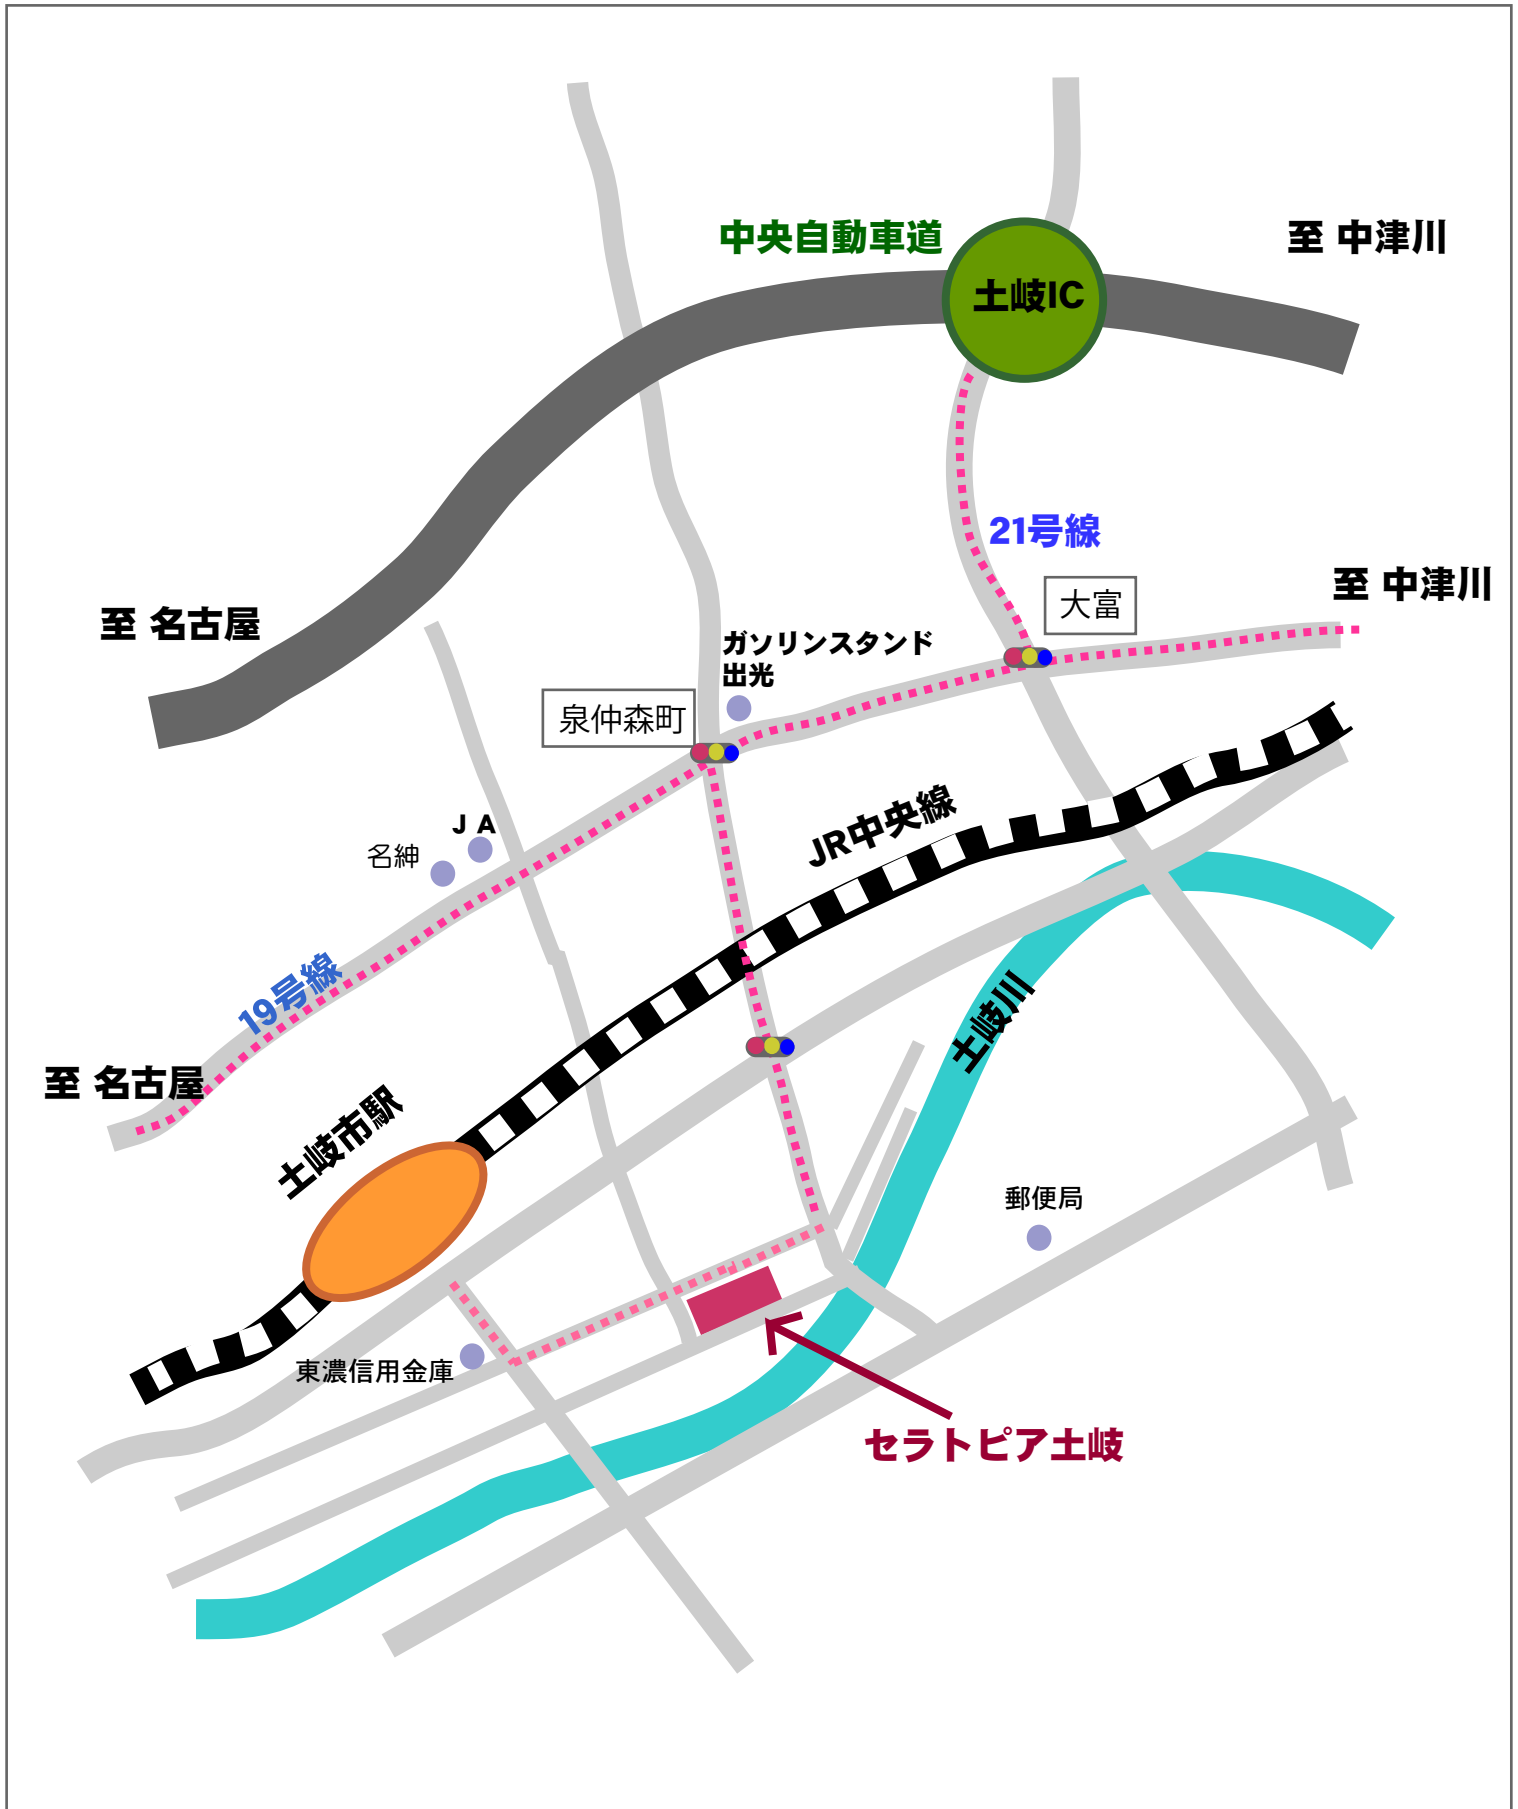 中央自動車道
至 中津川
土岐IC
21号線
至 中津川
大富
至 名古屋
ガソリンスタンド
出光
泉仲森町
JR中央線
ＪＡ
名紳
19号線
土岐川
至 名古屋
土岐市駅
郵便局
東濃信用金庫
セラトピア土岐